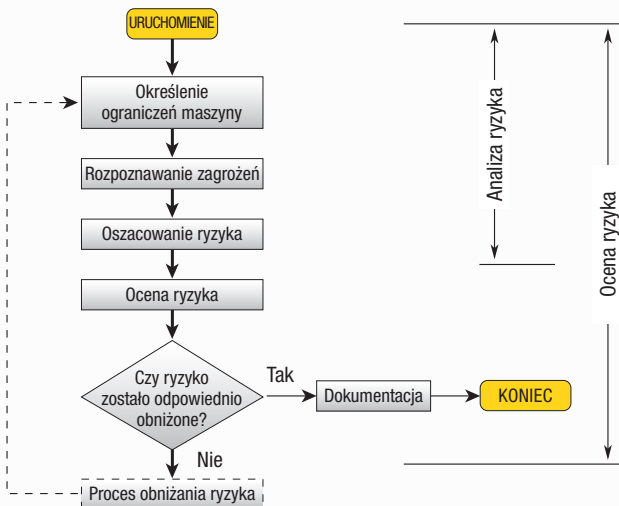 URUCHOMIENIE
Określenie
ograniczeń maszyny
Rozpoznawanie zagrożeń
Oszacowanie ryzyka
Ocena ryzyka
Czy ryzyko
zostało odpowiednio
obniżone?
Tak
Dokumentacja
KONIEC
Nie
Proces obniżania ryzyka
Analiza ryzyka
Ocena ryzyka